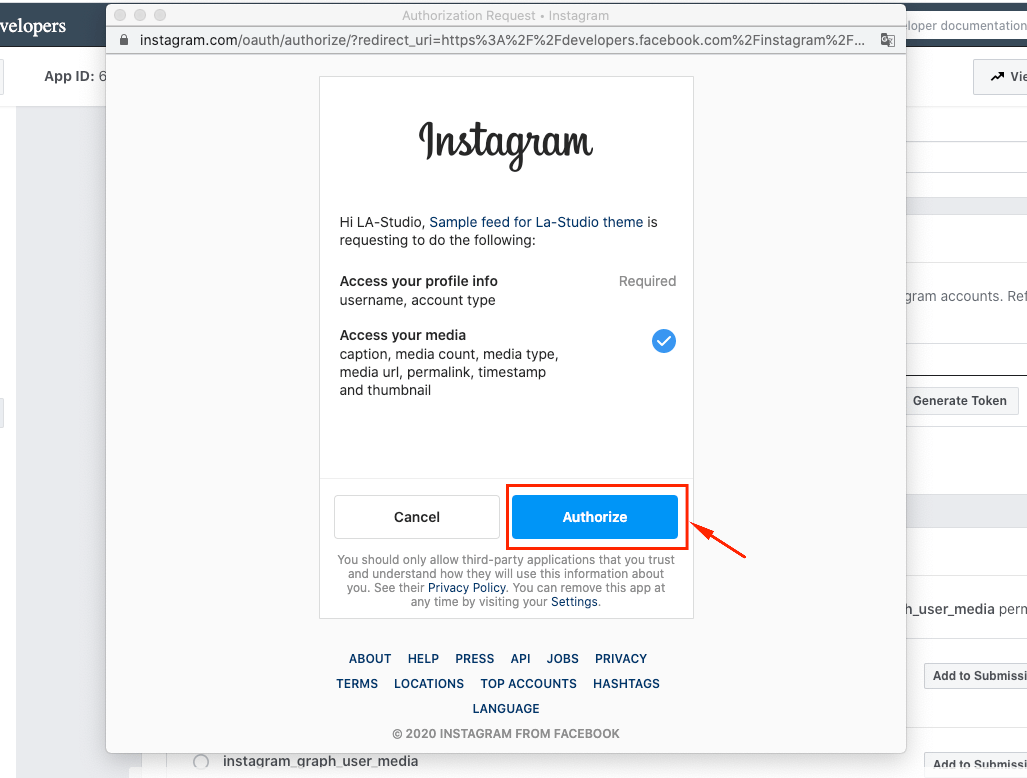 velopers
Authorization Request • Instagram
loper documentation
instagram.com/oauth/authorize/?redirect_uri=https%3A%2F%2Fdevelopers.facebook.com%2Finstagram%2F...
App ID: 6
Vie
Instagram
Hi LA-Studio, Sample feed for La-Studio theme is
requesting to do the following:
Access your profile info
Required
username, account type
gram accounts. Ref
Access your media
caption, media count, media type,
media url, permalink, timestamp
and thumbnail
Generate Token
Cancel
Authorize
You should only allow third-party applications that you trust
and understand how they will use this information about
you. See their Privacy Policy. You can remove this app at
any time by visiting your Settings.
h_user_media perm
ABOUT HELP PRESS API JOBS PRIVACY
TERMS LOCATIONS TOP ACCOUNTS HASHTAGS
LANGUAGE
Add to Submissi
© 2020 INSTAGRAM FROM FACEBOOK
instagram_graph_user_media
Add to Submissi